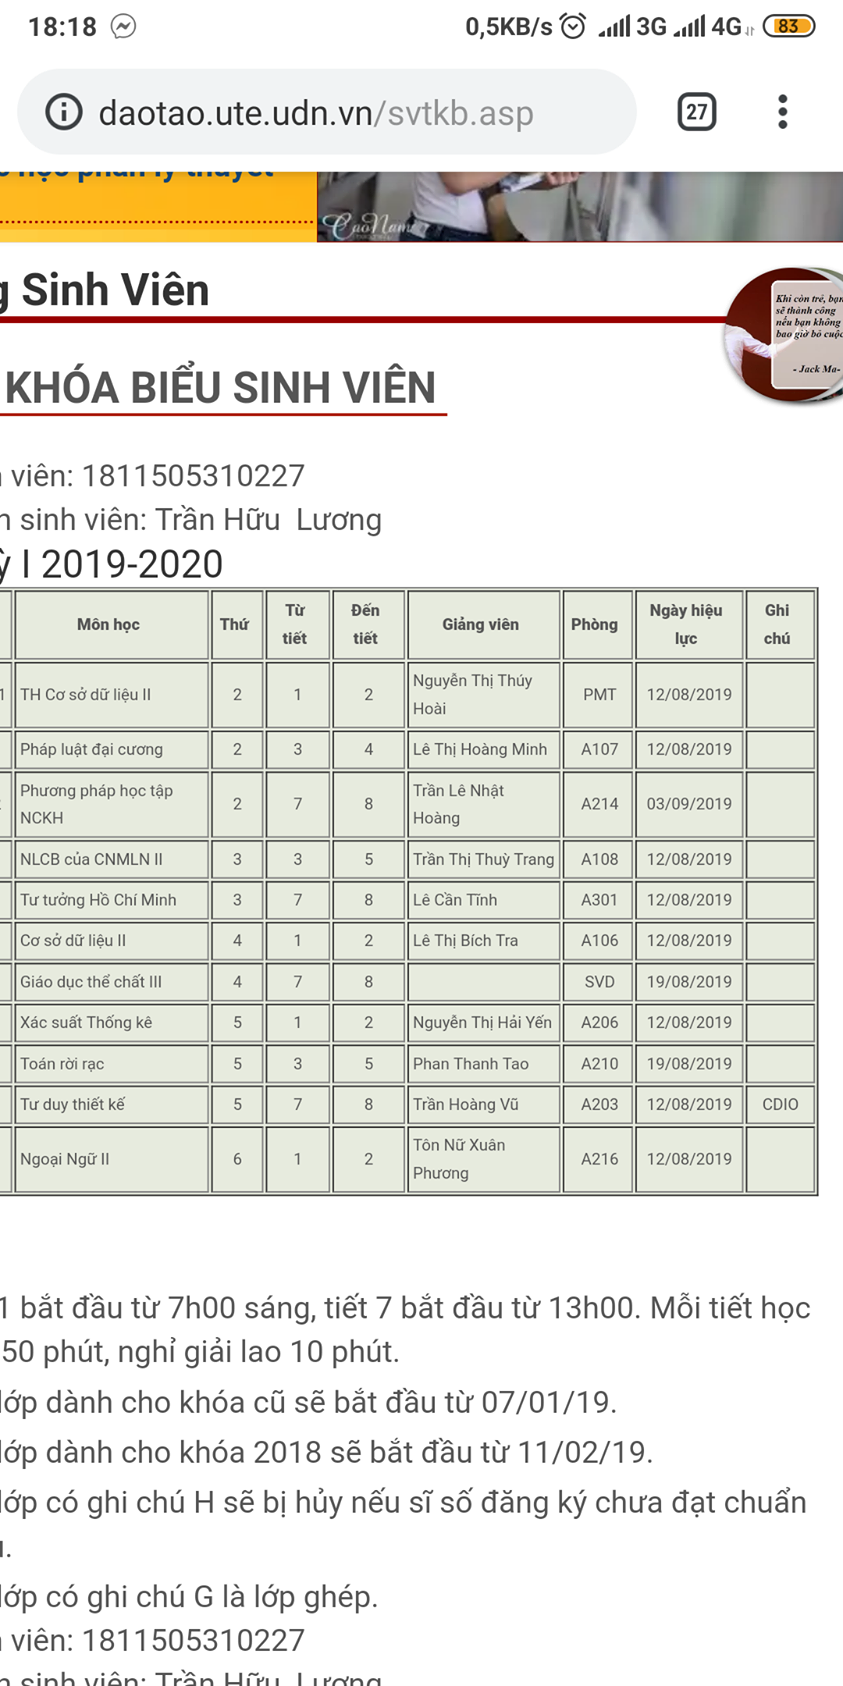 18:18 0,5KB/s 3G 4G 83
daotao.ute.udn.vn/svtkb.asp 27
học phần lý thuyết
CaoNam
g Sinh Viên
Khi còn trẻ, bạn
sẽ thành công
nếu bạn không
bao giờ bỏ cuộc
- Jack Ma-
KHÓA BIỂU SINH VIÊN
viên: 1811505310227
n sinh viên: Trần Hữu Lương
ỳ I 2019-2020
Môn học Thứ Từ tiết Đến tiết Giảng viên Phòng Ngày hiệu lực Ghi chú
1 TH Cơ sở dữ liệu II 2 1 2 Nguyễn Thị Thúy Hoài PMT 12/08/2019
Pháp luật đại cương 2 3 4 Lê Thị Hoàng Minh A107 12/08/2019
Phương pháp học tập NCKH 2 7 8 Trần Lê Nhật Hoàng A214 03/09/2019
NLCB của CNMLN II 3 3 5 Trần Thị Thuỳ Trang A108 12/08/2019
Tư tưởng Hồ Chí Minh 3 7 8 Lê Cần Tĩnh A301 12/08/2019
Cơ sở dữ liệu II 4 1 2 Lê Thị Bích Tra A106 12/08/2019
Giáo dục thể chất III 4 7 8 SVD 19/08/2019
Xác suất Thống kê 5 1 2 Nguyễn Thị Hải Yến A206 12/08/2019
Toán rời rạc 5 3 5 Phan Thanh Tao A210 19/08/2019
Tư duy thiết kế 5 7 8 Trần Hoàng Vũ A203 12/08/2019 CDIO
Ngoại Ngữ II 6 1 2 Tôn Nữ Xuân Phương A216 12/08/2019
1 bắt đầu từ 7h00 sáng, tiết 7 bắt đầu từ 13h00. Mỗi tiết học
50 phút, nghỉ giải lao 10 phút.
lớp dành cho khóa cũ sẽ bắt đầu từ 07/01/19.
lớp dành cho khóa 2018 sẽ bắt đầu từ 11/02/19.
lớp có ghi chú H sẽ bị hủy nếu sĩ số đăng ký chưa đạt chuẩn
lớp có ghi chú G là lớp ghép.
viên: 1811505310227
n sinh viên: Trần Hữu Lương